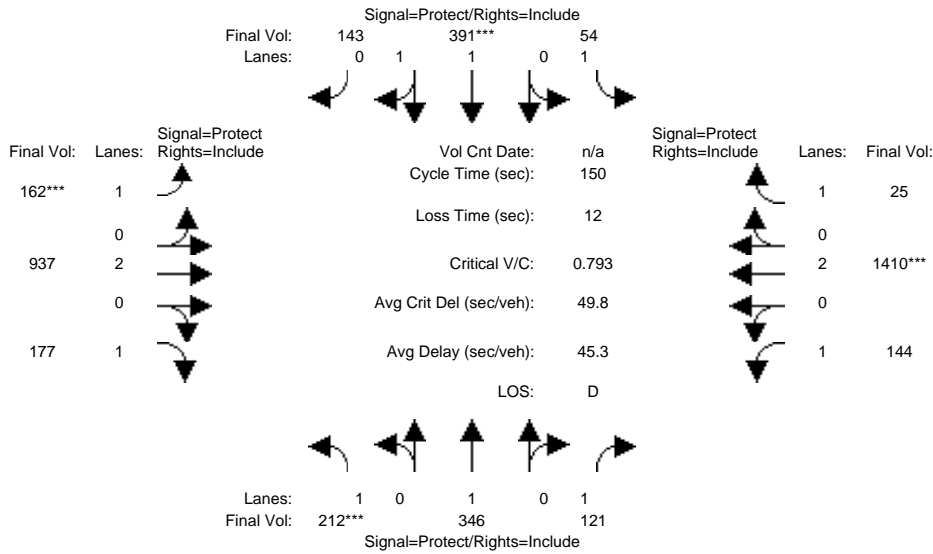 Signal=Protect/Rights=Include
Final Vol: 143 391*** 54
Lanes: 0 1 1 0 1
Signal=Protect Signal=Protect
Final Vol: Lanes: Rights=Include Vol Cnt Date: n/a Rights=Include Lanes: Final Vol:
Cycle Time (sec): 150
162*** 1 1 25
Loss Time (sec): 12
0 0
937 2 Critical V/C: 0.793 2 1410***
0 Avg Crit Del (sec/veh): 49.8 0
177 1 Avg Delay (sec/veh): 45.3 1 144
LOS: D
Lanes: 1 0 1 0 1
Final Vol: 212*** 346 121
Signal=Protect/Rights=Include